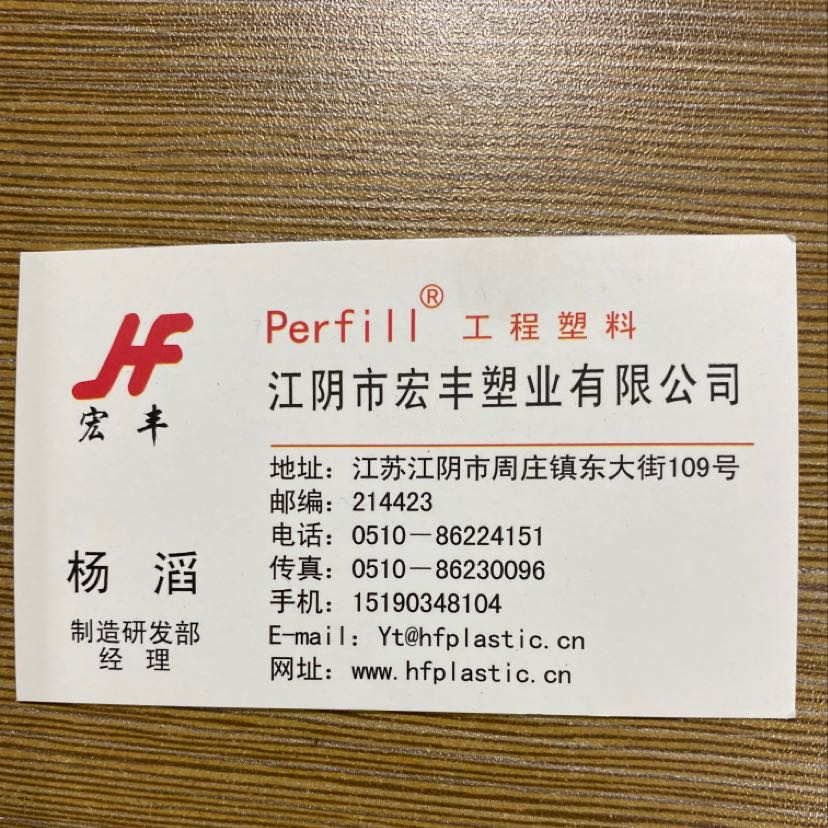 HF
宏丰
Perfill® 工程塑料
江阴市宏丰塑业有限公司
地址：江苏江阴市周庄镇东大街109号
邮编：214423
电话：0510－86224151
传真：0510－86230096
手机：15190348104
E-mail：Yt@hfplastic.cn
网址：www.hfplastic.cn
杨 滔
制造研发部
经 理